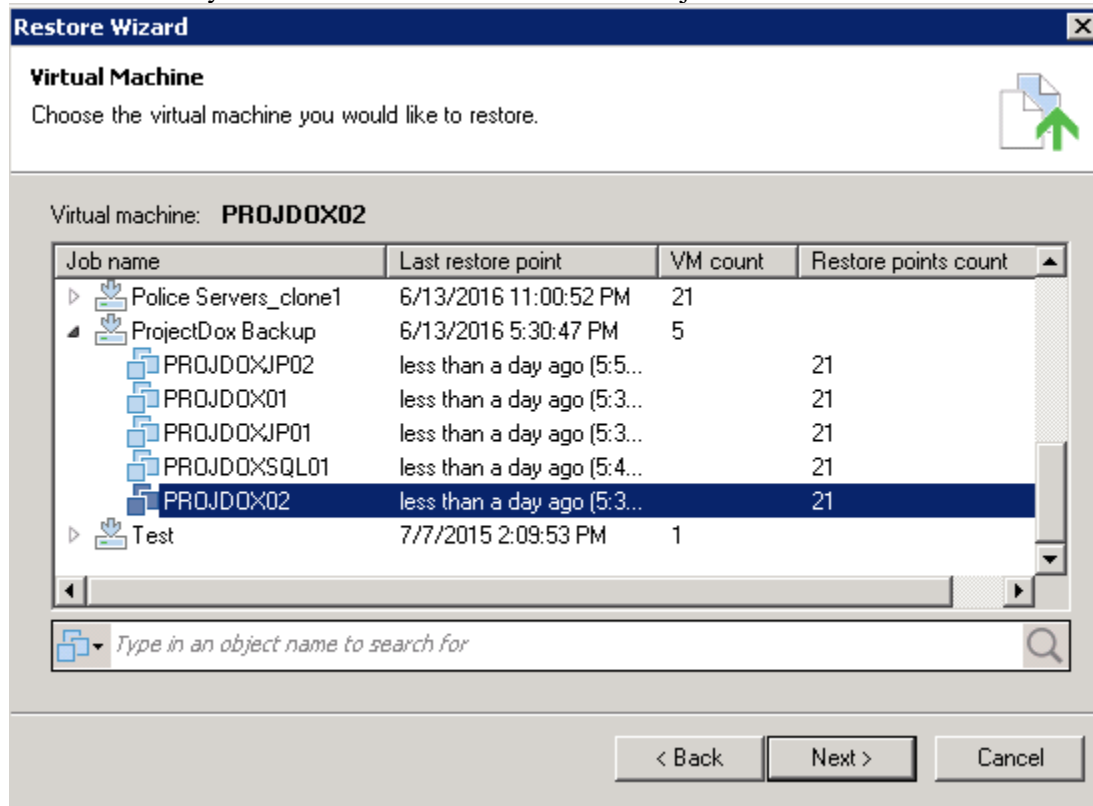 Restore Wizard
Virtual Machine
Choose the virtual machine you would like to restore.
Virtual machine: PROJDOX02
Job name Last restore point VM count Restore points count
Police Servers_clone1 6/13/2016 11:00:52 PM 21
ProjectDox Backup 6/13/2016 5:30:47 PM 5
PROJDOXJP02 less than a day ago (5:5... 21
PROJDOX01 less than a day ago (5:3... 21
PROJDOXJP01 less than a day ago (5:3... 21
PROJDOXSQL01 less than a day ago (5:4... 21
PROJDOX02 less than a day ago (5:3... 21
Test 7/7/2015 2:09:53 PM 1
Type in an object name to search for
< Back Next > Cancel